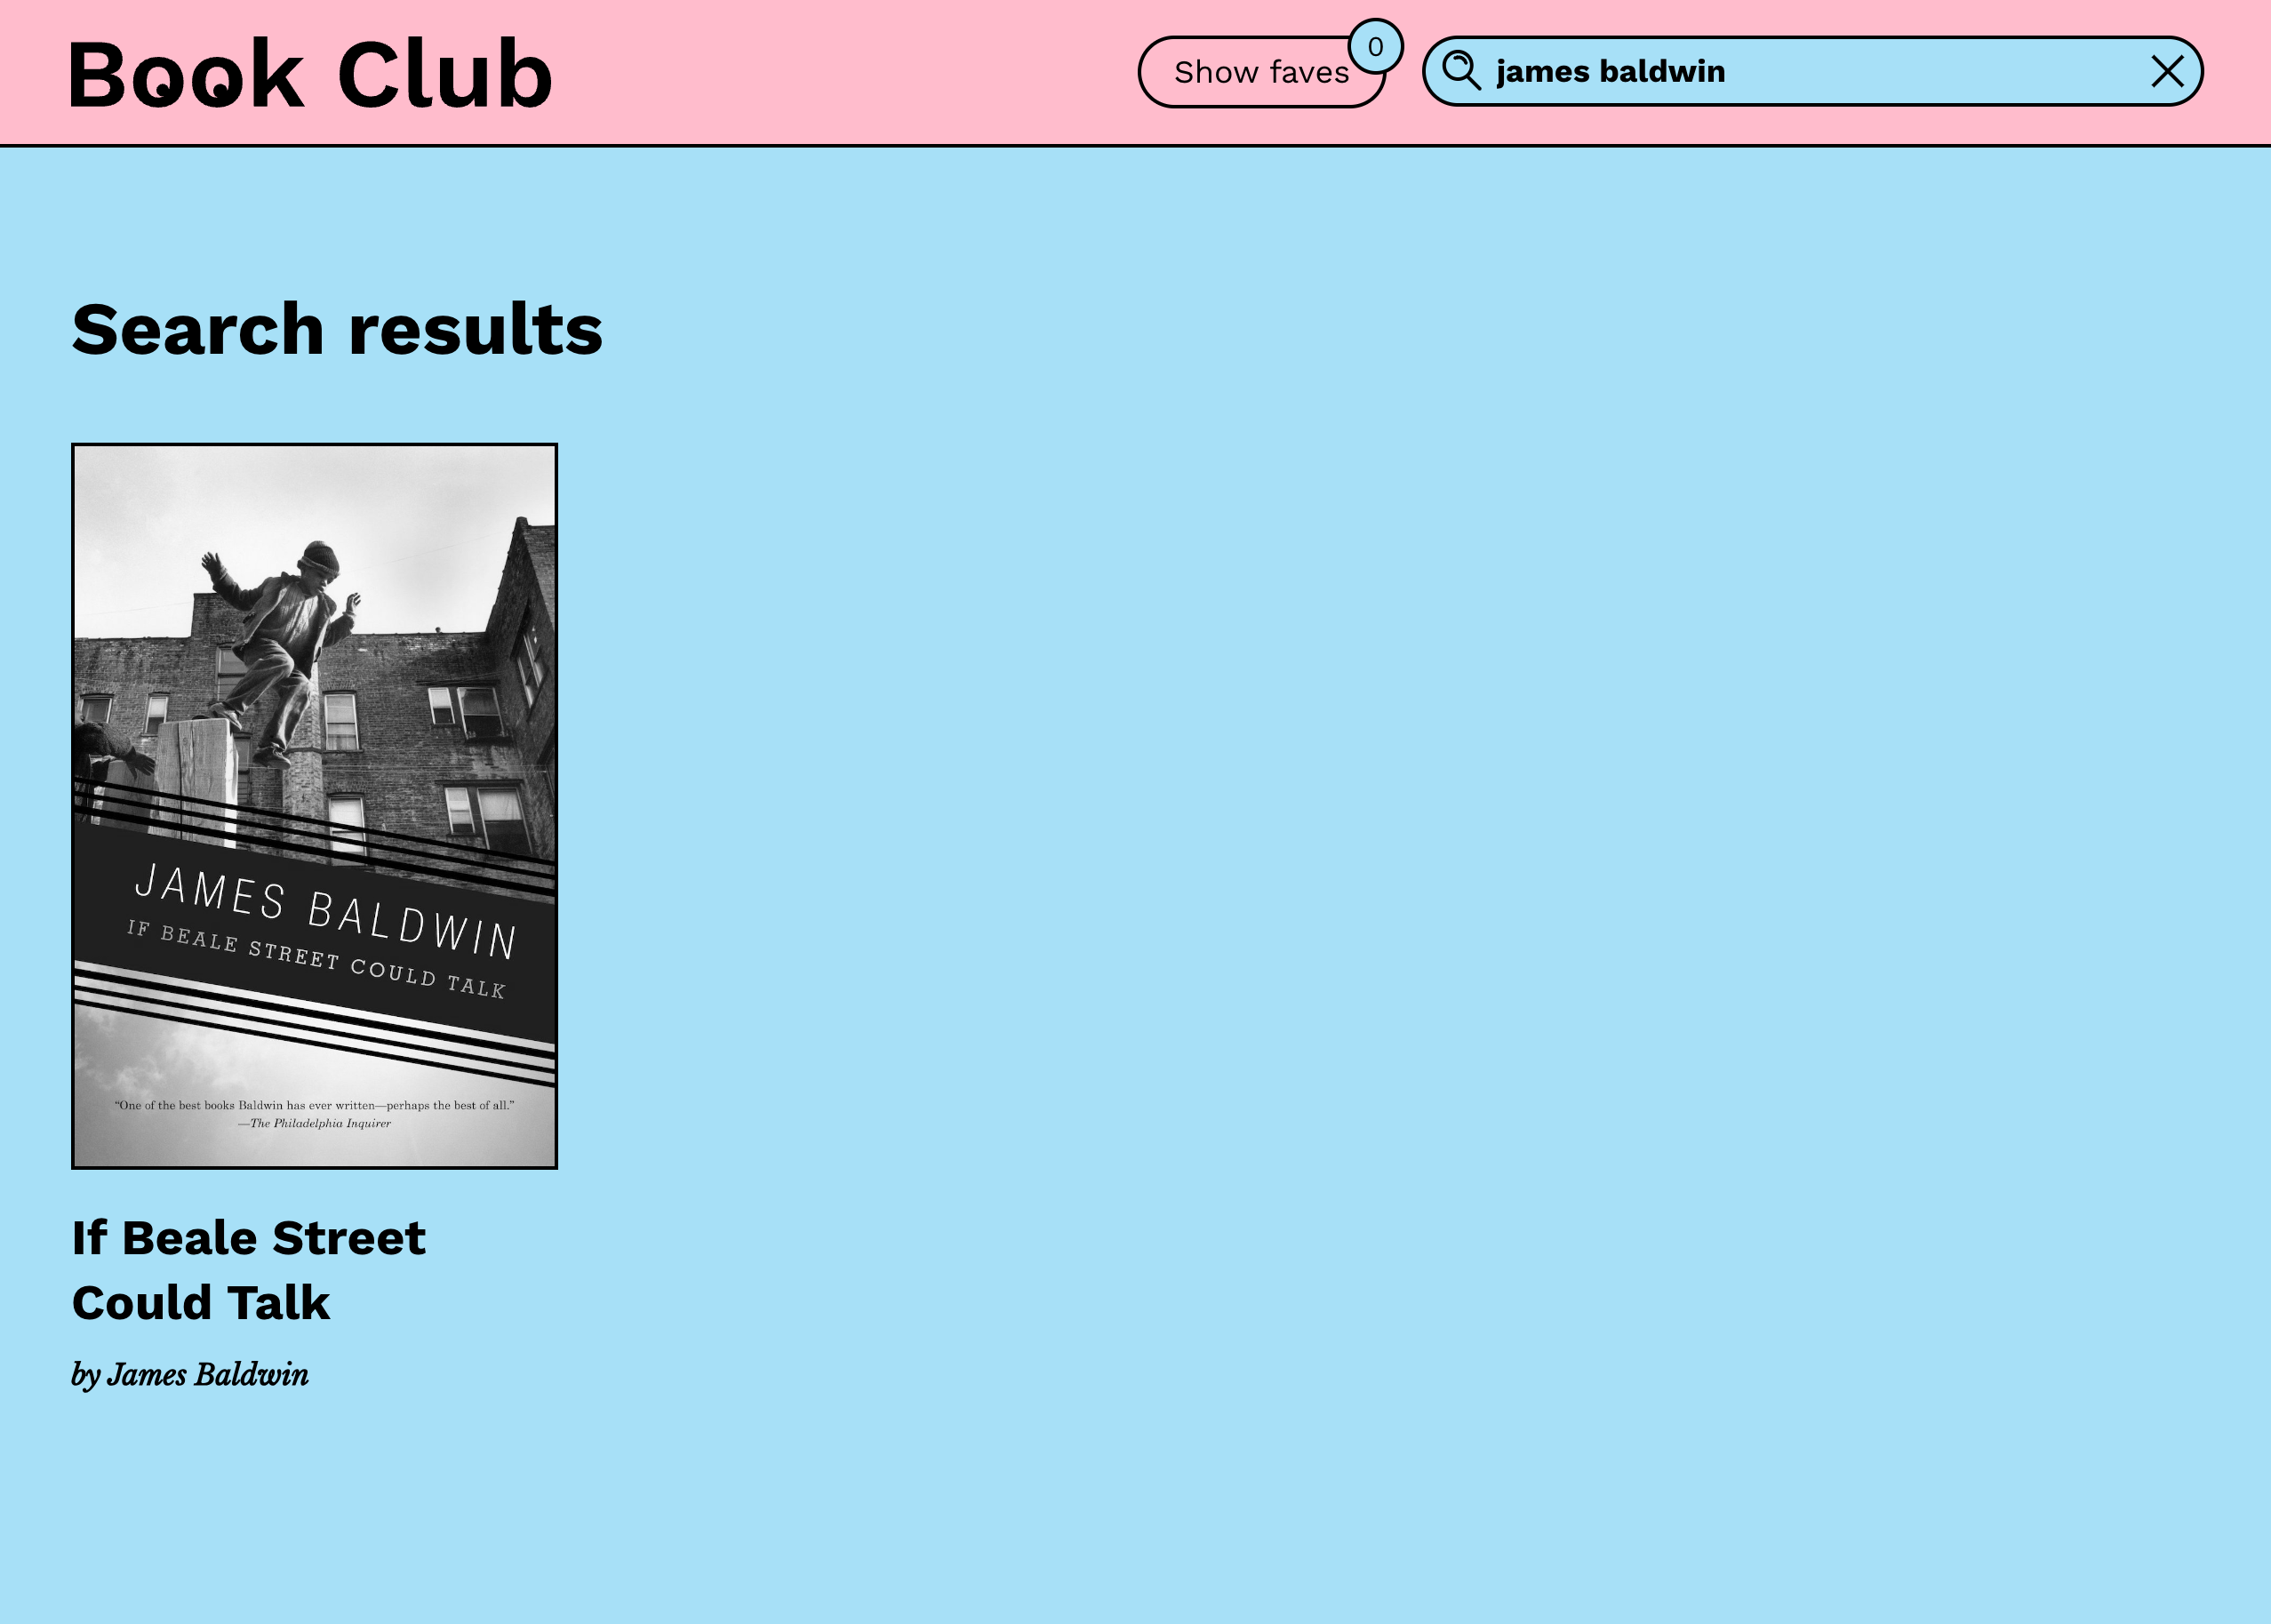 Book Club
Show faves
0
james baldwin
Search results
JAMES BALDWIN
IF BEALE STREET COULD TALK
“One of the best books Baldwin has ever written—perhaps the best of all.”
—The Philadelphia Inquirer
If Beale Street
Could Talk
by James Baldwin